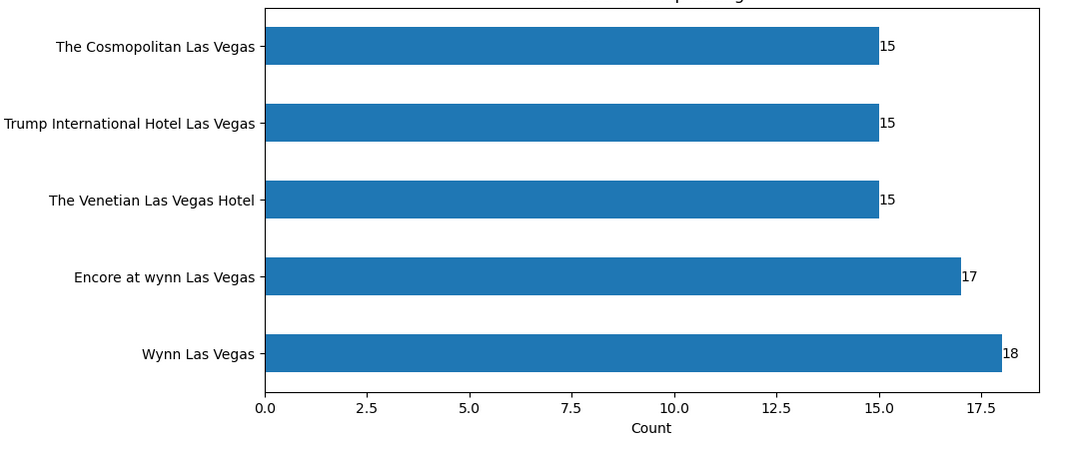 The Cosmopolitan Las Vegas
15
Trump International Hotel Las Vegas
15
The Venetian Las Vegas Hotel
15
Encore at wynn Las Vegas
17
Wynn Las Vegas
18
0.0 2.5 5.0 7.5 10.0 12.5 15.0 17.5
Count